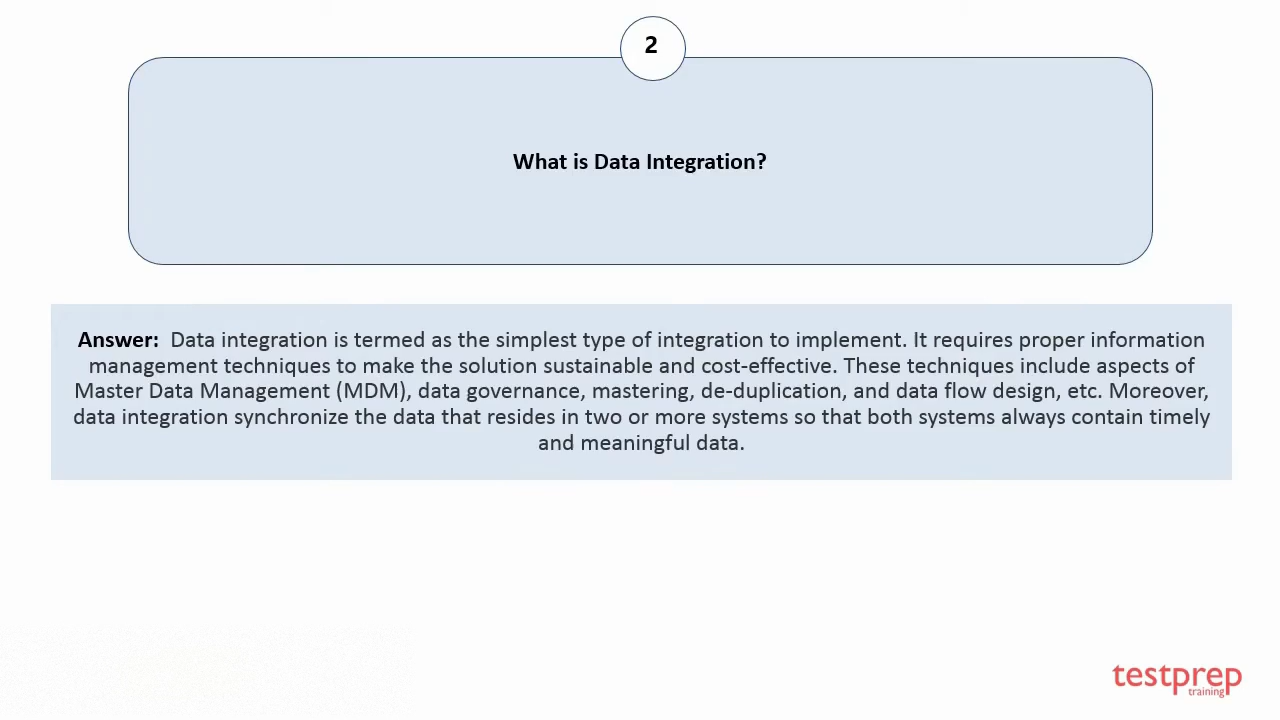 2
What is Data Integration?
Answer:  Data integration is termed as the simplest type of integration to implement. It requires proper information
management techniques to make the solution sustainable and cost-effective. These techniques include aspects of
Master Data Management (MDM), data governance, mastering, de-duplication, and data flow design, etc. Moreover,
data integration synchronize the data that resides in two or more systems so that both systems always contain timely
and meaningful data.
testprep
training